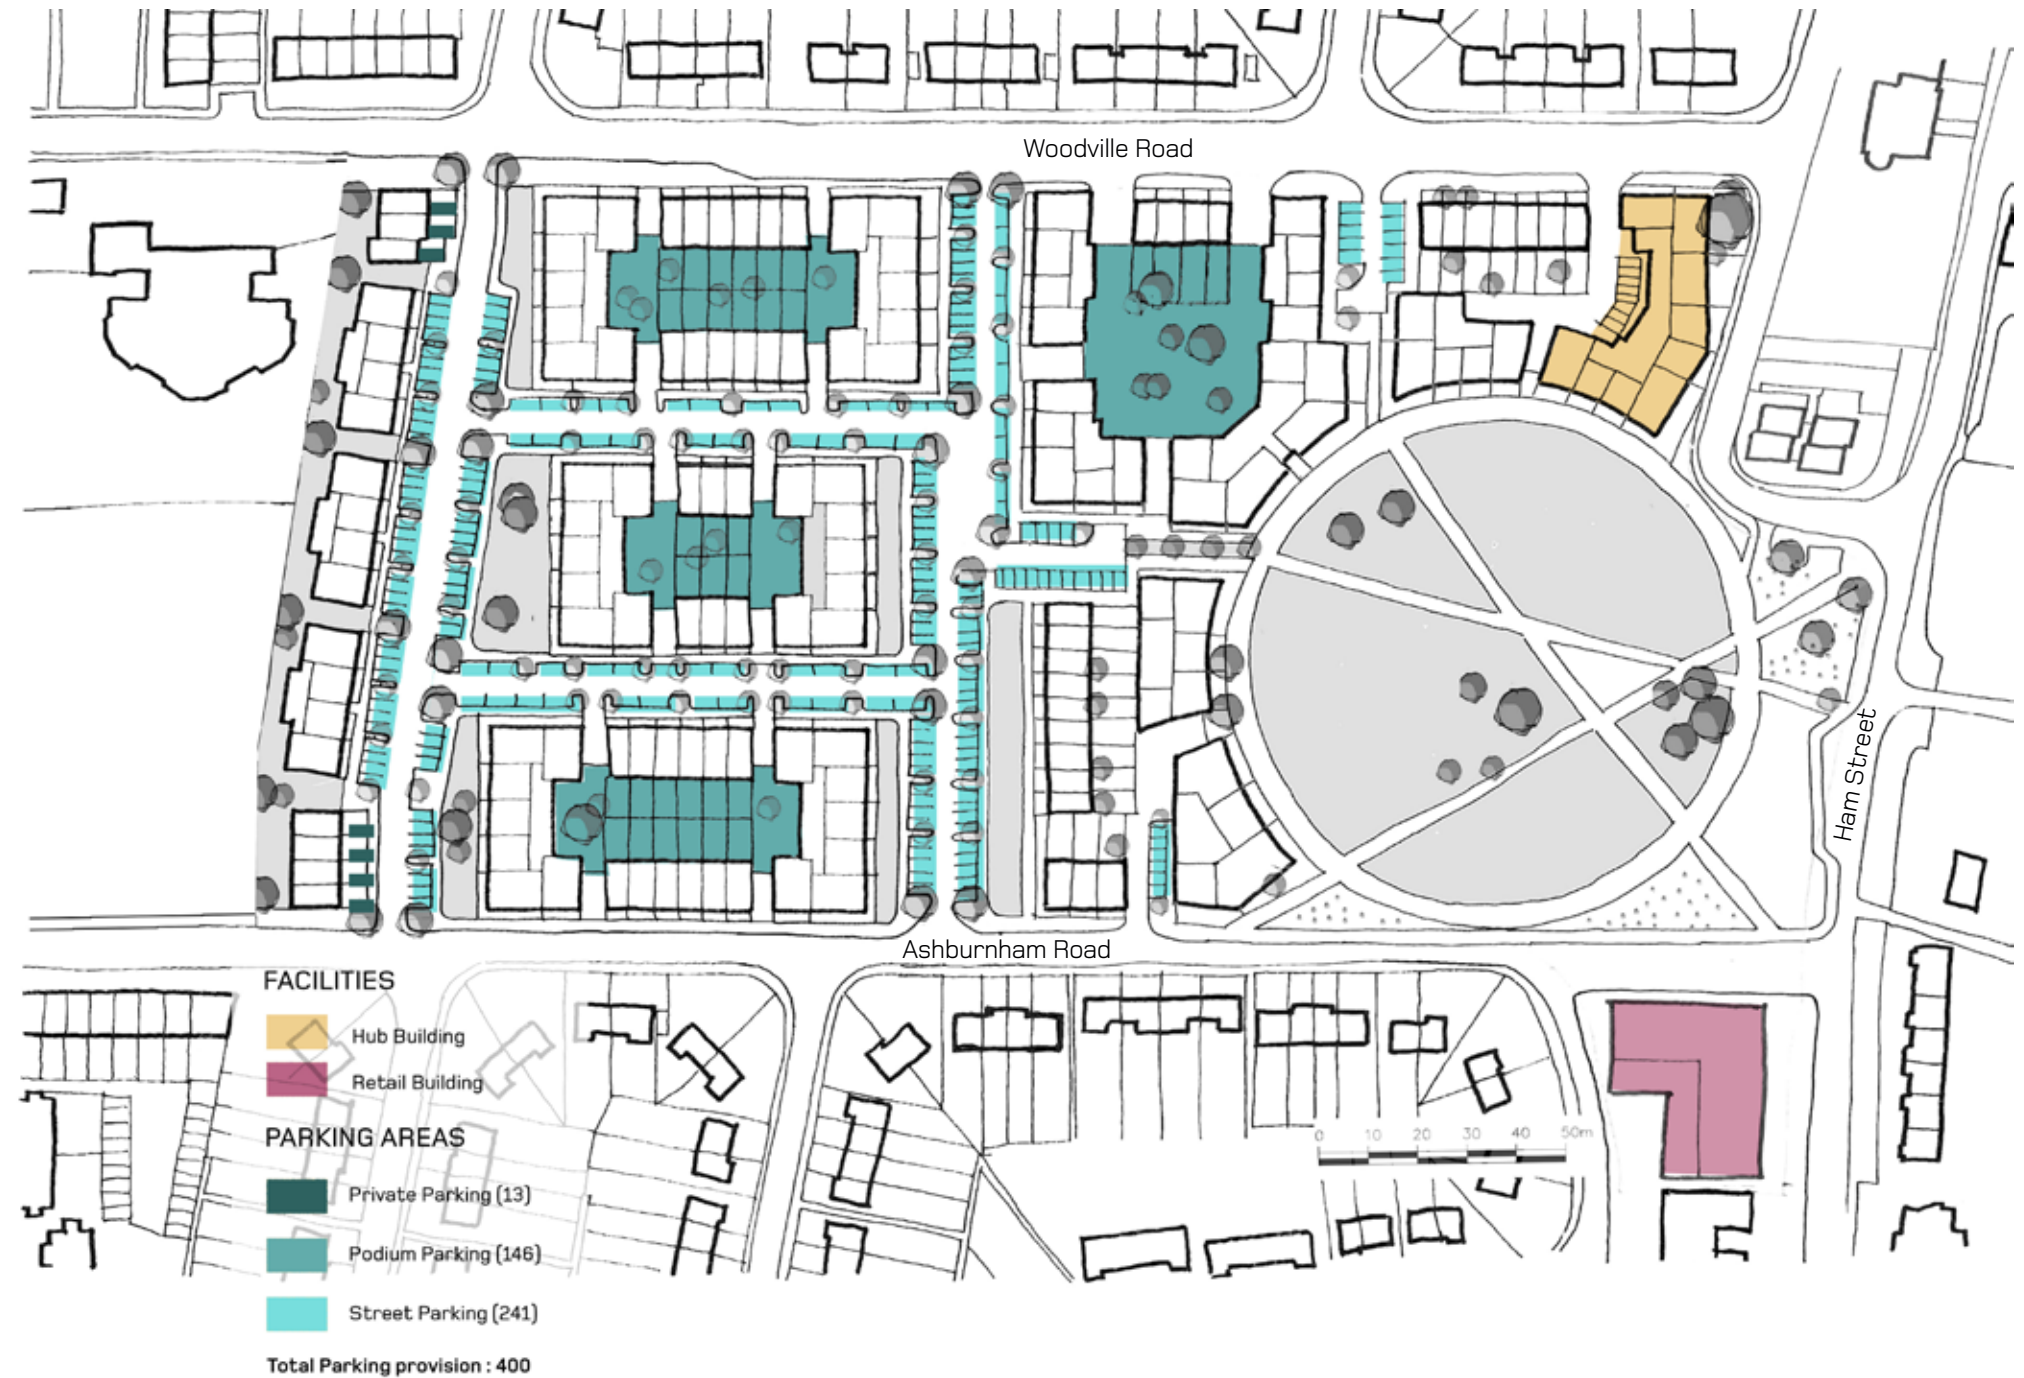 Woodville Road
Ham Street
Ashburnham Road
FACILITIES
Hub Building
Retail Building
PARKING AREAS
Private Parking (13)
Podium Parking (146)
Street Parking (241)
Total Parking provision : 400
0 10 20 30 40 50m